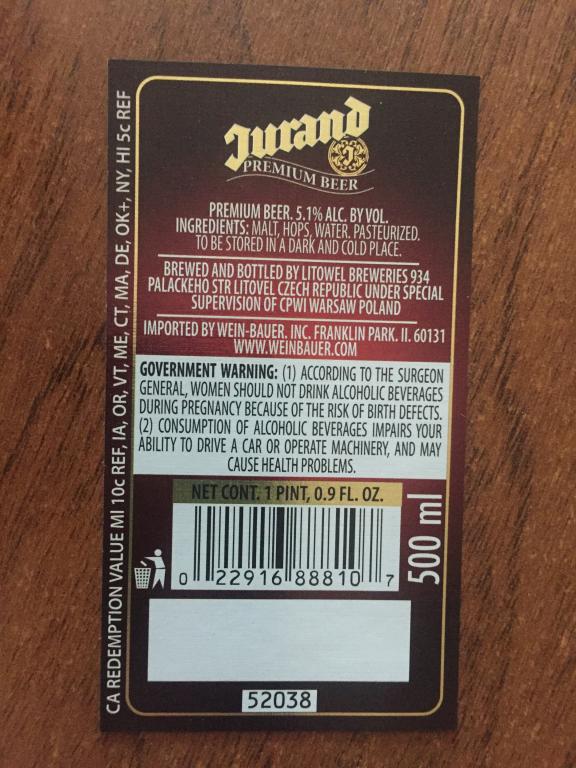 Jurand
PREMIUM BEER
PREMIUM BEER. 5.1% ALC. BY VOL.
INGREDIENTS: MALT, HOPS, WATER. PASTEURIZED.
TO BE STORED IN A DARK AND COLD PLACE.
BREWED AND BOTTLED BY LITOWEL BREWERIES 934
PALACKEHO STR LITOVEL CZECH REPUBLIC UNDER SPECIAL
SUPERVISION OF CPWI WARSAW POLAND
IMPORTED BY WEIN-BAUER. INC. FRANKLIN PARK. IL 60131
WWW.WEINBAUER.COM
GOVERNMENT WARNING: (1) ACCORDING TO THE SURGEON
GENERAL, WOMEN SHOULD NOT DRINK ALCOHOLIC BEVERAGES
DURING PREGNANCY BECAUSE OF THE RISK OF BIRTH DEFECTS.
(2) CONSUMPTION OF ALCOHOLIC BEVERAGES IMPAIRS YOUR
ABILITY TO DRIVE A CAR OR OPERATE MACHINERY, AND MAY
CAUSE HEALTH PROBLEMS.
NET CONT. 1 PINT, 0.9 FL. OZ.
0 22916 88810 7
500 ml
52038
CA REDEMPTION VALUE MI 10c REF, IA, OR, VT, ME, CT, MA, DE, OK+, NY, HI 5c REF